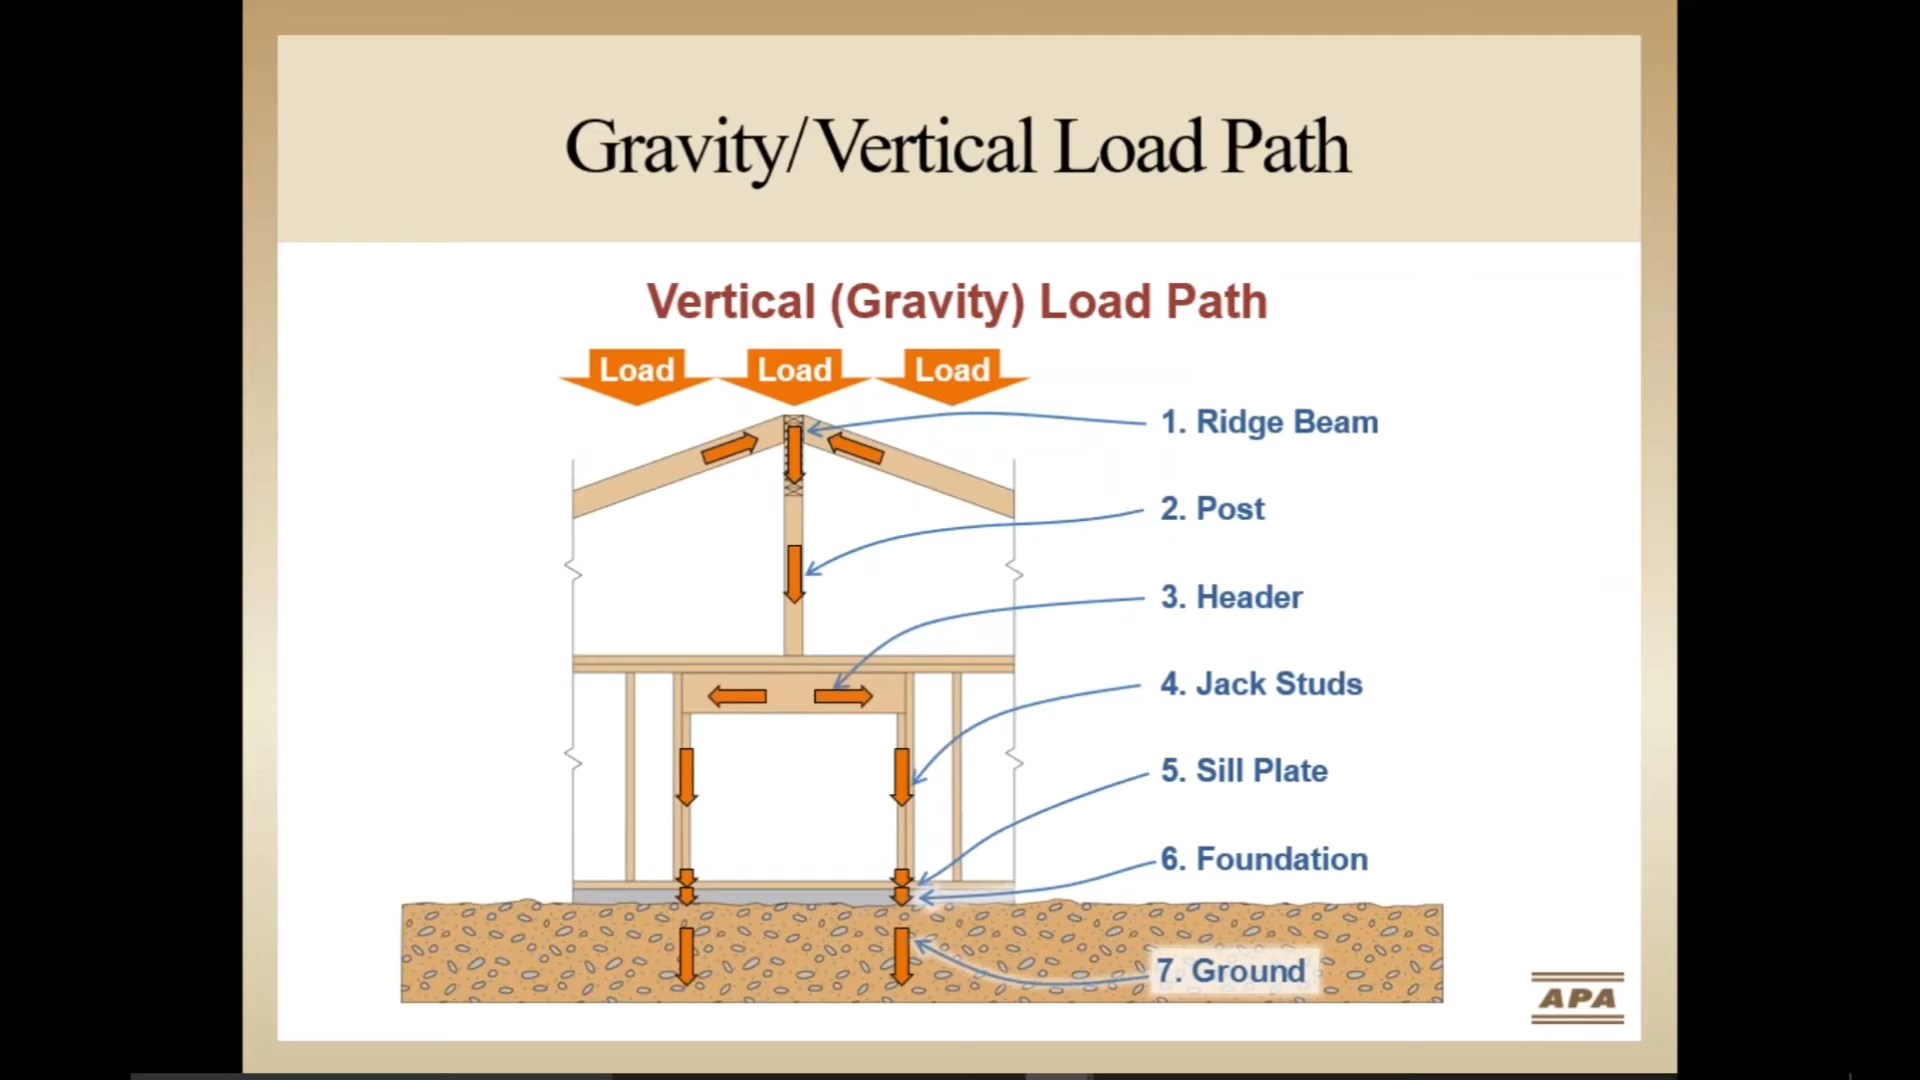 Gravity/Vertical Load Path
Vertical (Gravity) Load Path
Load Load Load
1. Ridge Beam
2. Post
3. Header
4. Jack Studs
5. Sill Plate
6. Foundation
7. Ground
APA